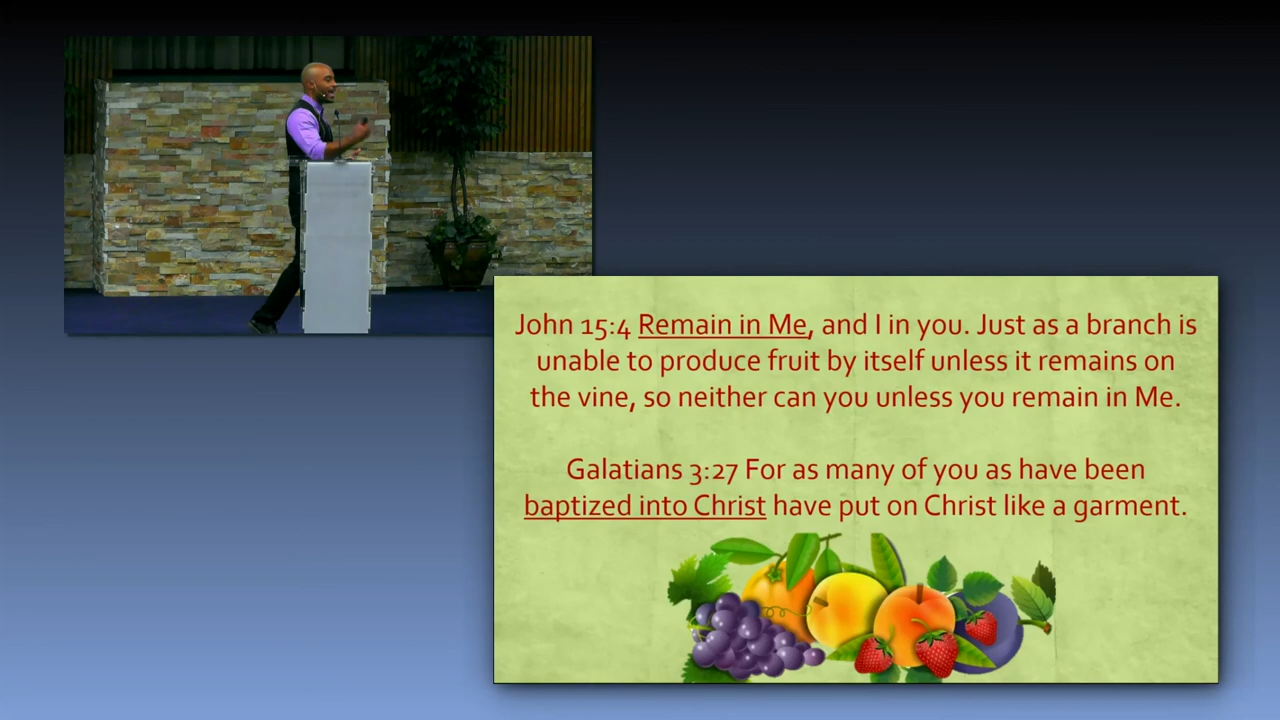 John 15:4 Remain in Me, and I in you. Just as a branch is
unable to produce fruit by itself unless it remains on
the vine, so neither can you unless you remain in Me.
Galatians 3:27 For as many of you as have been
baptized into Christ have put on Christ like a garment.